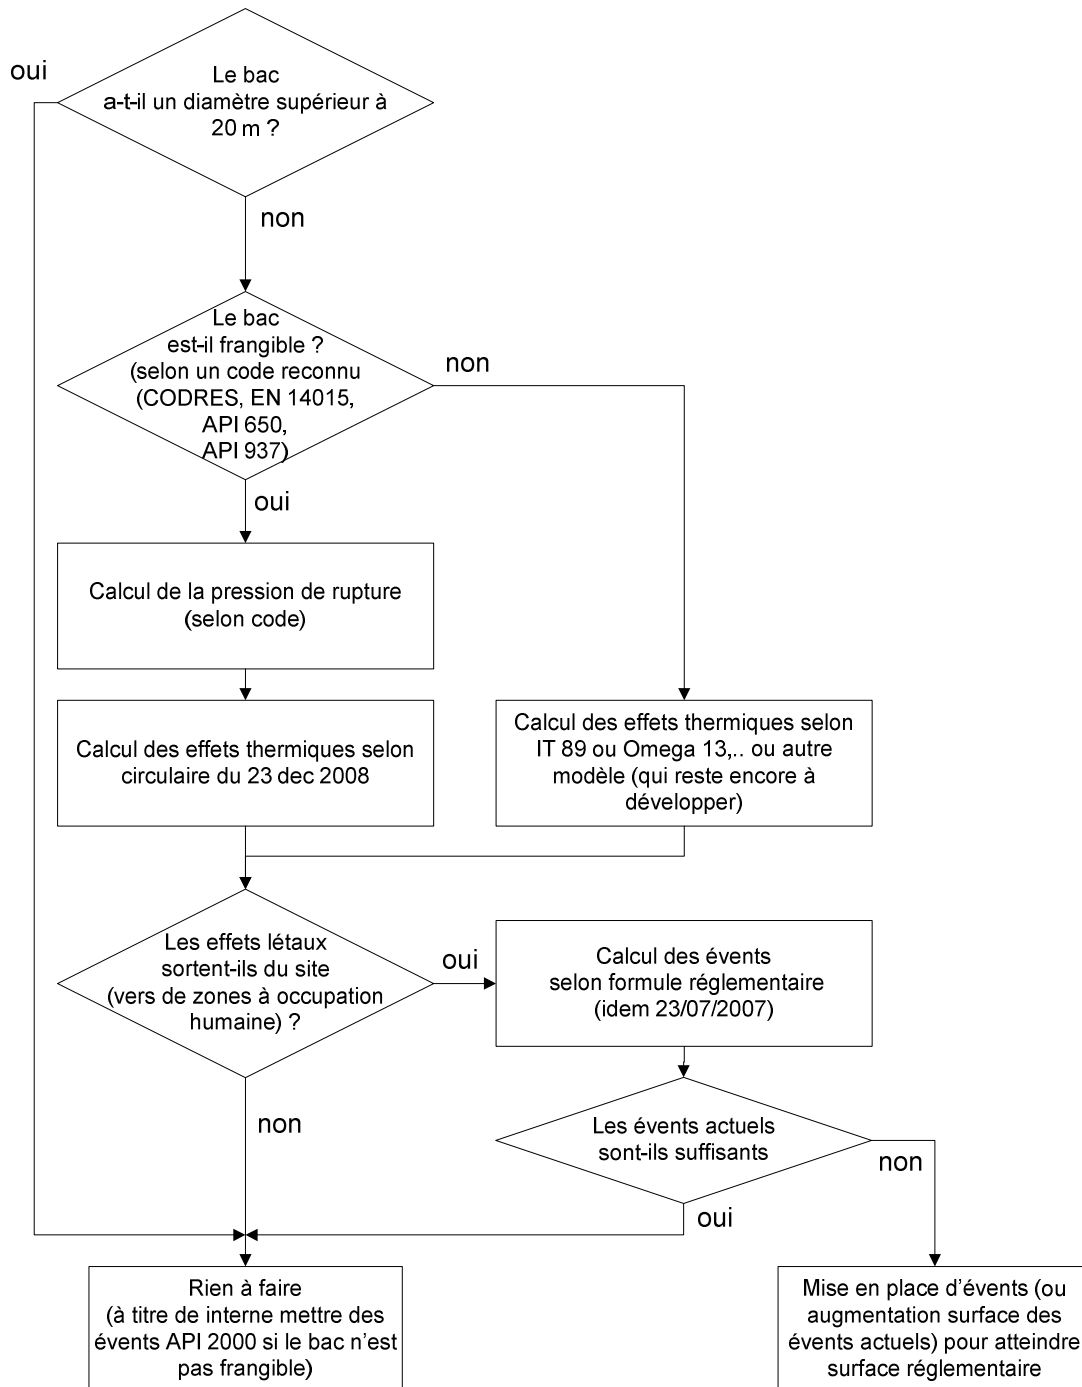 oui
Le bac
a-t-il un diamètre supérieur à
20 m ?
non
Le bac
est-il frangible ?
(selon un code reconnu
(CODRES, EN 14015,
API 650,
API 937)
non
oui
Calcul de la pression de rupture
(selon code)
Calcul des effets thermiques selon
circulaire du 23 dec 2008
Calcul des effets thermiques selon
IT 89 ou Omega 13,.. ou autre
modèle (qui reste encore à
développer)
Les effets létaux
sortent-ils du site
(vers de zones à occupation
humaine) ?
oui
Calcul des évents
selon formule réglementaire
(idem 23/07/2007)
non
Les évents actuels
sont-ils suffisants
non
oui
Rien à faire
(à titre de interne mettre des
évents API 2000 si le bac n'est
pas frangible)
Mise en place d'évents (ou
augmentation surface des
évents actuels) pour atteindre
surface réglementaire